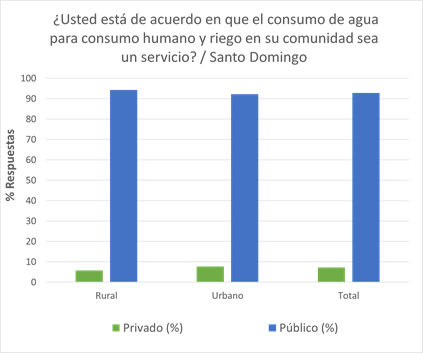 ¿Usted está de acuerdo en que el consumo de agua
para consumo humano y riego en su comunidad sea
un servicio? / Santo Domingo
% Respuestas
100
90
80
70
60
50
40
30
20
10
0
Rural Urbano Total
Privado (%) Público (%)